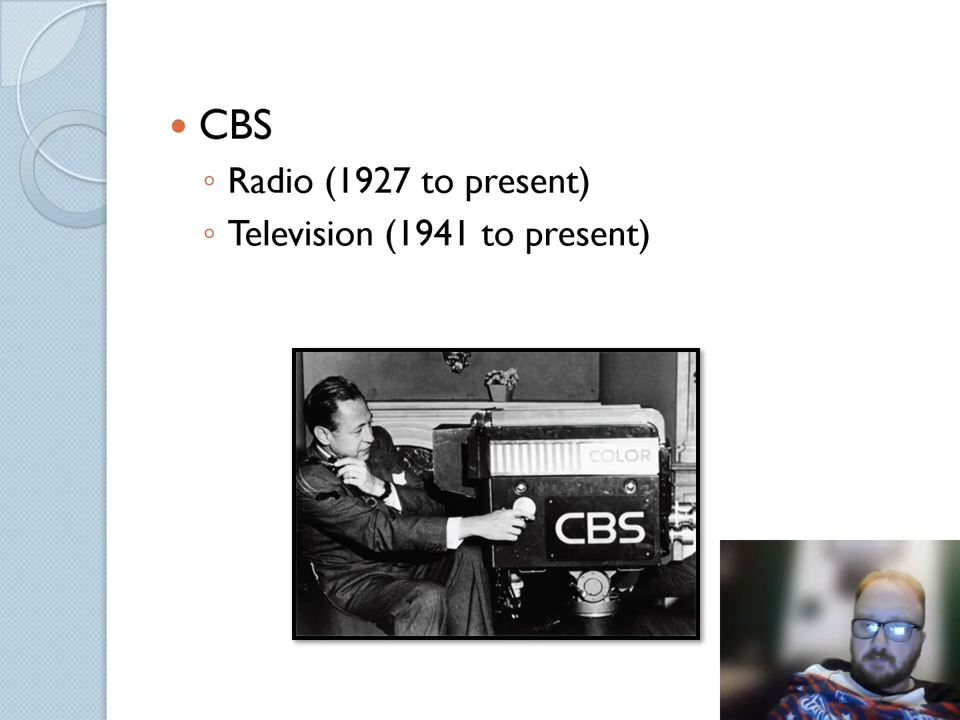 CBS
Radio (1927 to present)
Television (1941 to present)
COLOR
CBS